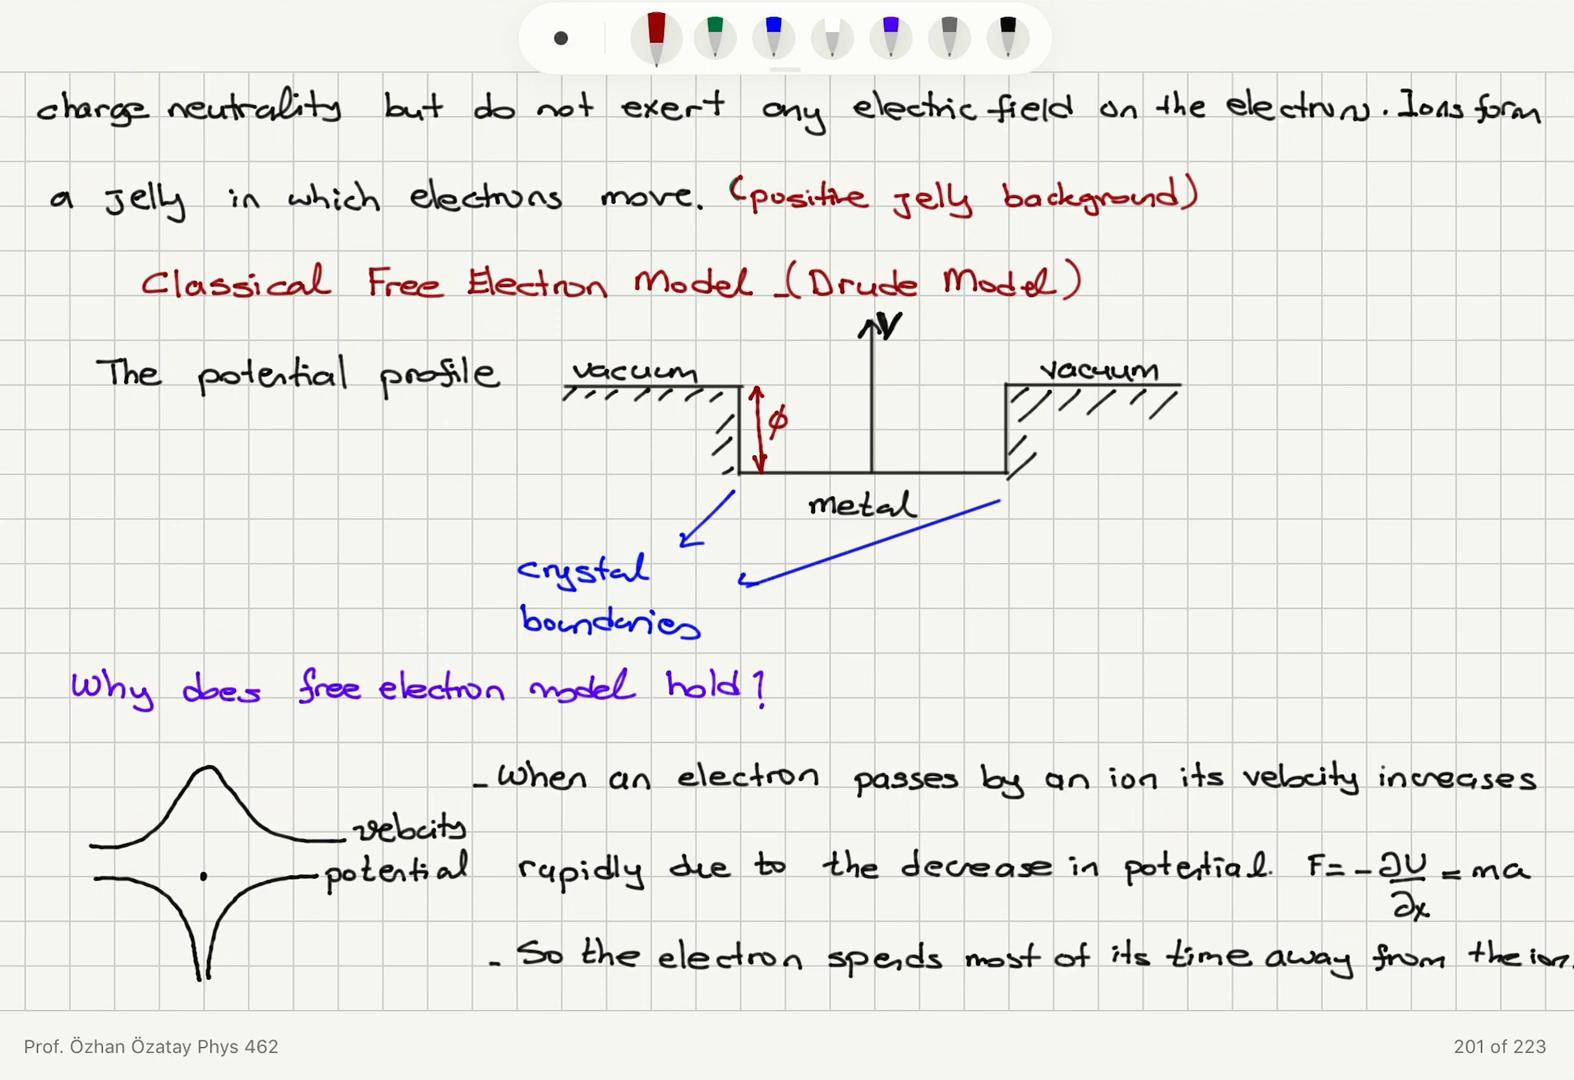 charge neutrality but do not exert any electric field on the electrons. Ions form
a jelly in which electrons move. (positive jelly background)
Classical Free Electron Model (Drude Model)
V
The potential profile vacuum vacuum
ϕ
metal
crystal
boundaries
Why does free electron model hold?
- When an electron passes by an ion its velocity increases
velocity
potential rapidly due to the decrease in potential. F = -∂U/∂x = ma
- So the electron spends most of its time away from the ion.
Prof. Özhan Özatay Phys 462 201 of 223